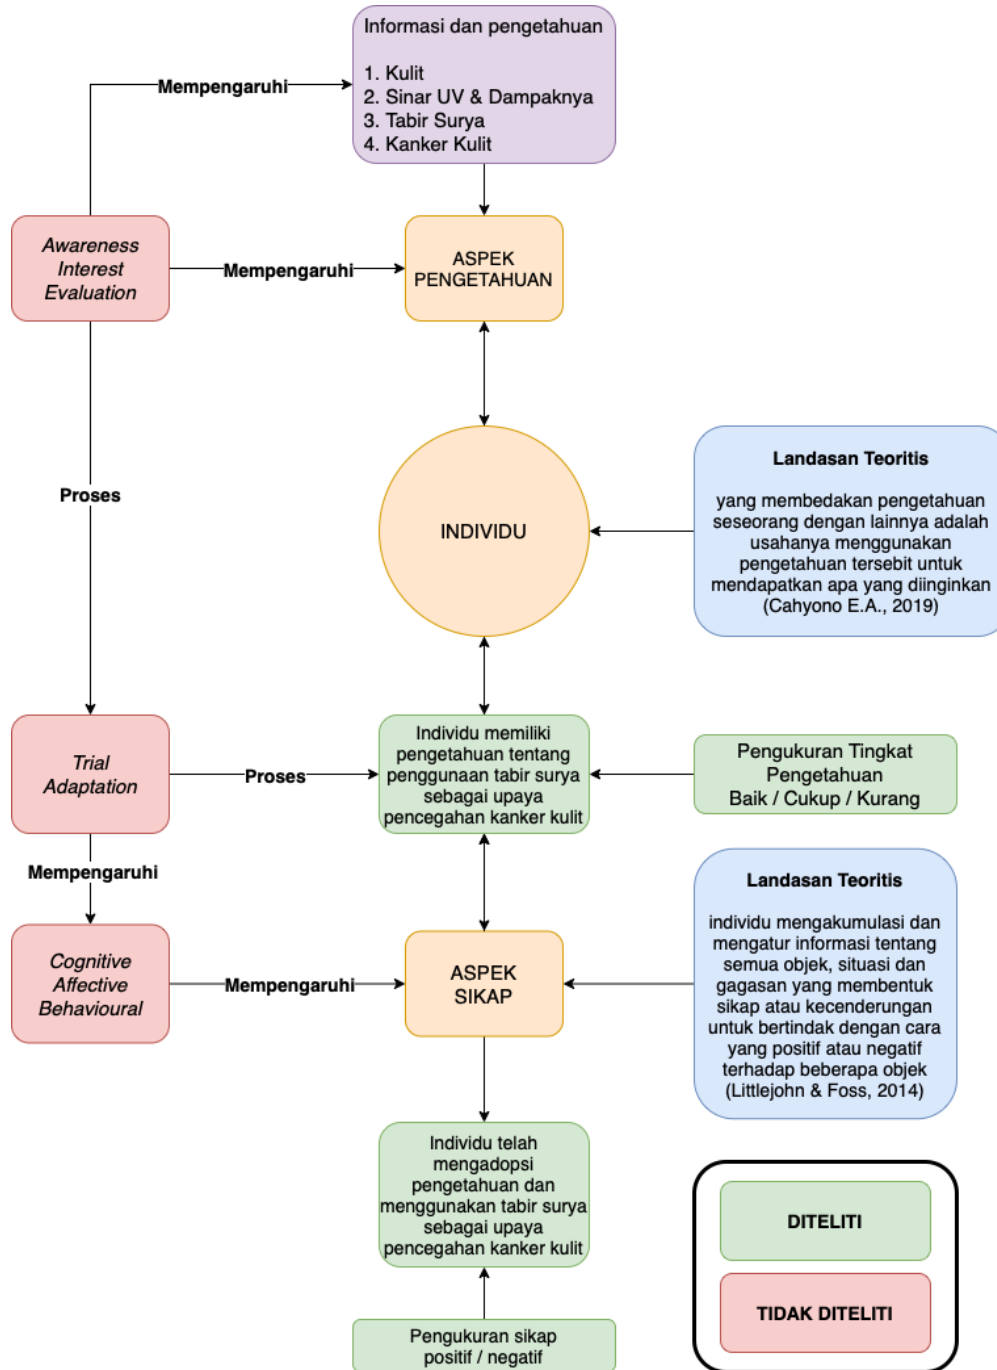 Informasi dan pengetahuan
1. Kulit
2. Sinar UV & Dampaknya
3. Tabir Surya
4. Kanker Kulit
Mempengaruhi
Awareness
Interest
Evaluation
Mempengaruhi
ASPEK
PENGETAHUAN
Proses
INDIVIDU
Landasan Teoritis
yang membedakan pengetahuan
seseorang dengan lainnya adalah
usahanya menggunakan
pengetahuan tersebit untuk
mendapatkan apa yang diinginkan
(Cahyono E.A., 2019)
Trial
Adaptation
Proses
Individu memiliki
pengetahuan tentang
penggunaan tabir surya
sebagai upaya
pencegahan kanker kulit
Pengukuran Tingkat
Pengetahuan
Baik / Cukup / Kurang
Mempengaruhi
Cognitive
Affective
Behavioural
Mempengaruhi
ASPEK
SIKAP
Landasan Teoritis
individu mengakumulasi dan
mengatur informasi tentang
semua objek, situasi dan
gagasan yang membentuk
sikap atau kecenderungan
untuk bertindak dengan cara
yang positif atau negatif
terhadap beberapa objek
(Littlejohn & Foss, 2014)
Individu telah
mengadopsi
pengetahuan dan
menggunakan tabir surya
sebagai upaya
pencegahan kanker kulit
Pengukuran sikap
positif / negatif
DITELITI
TIDAK DITELITI